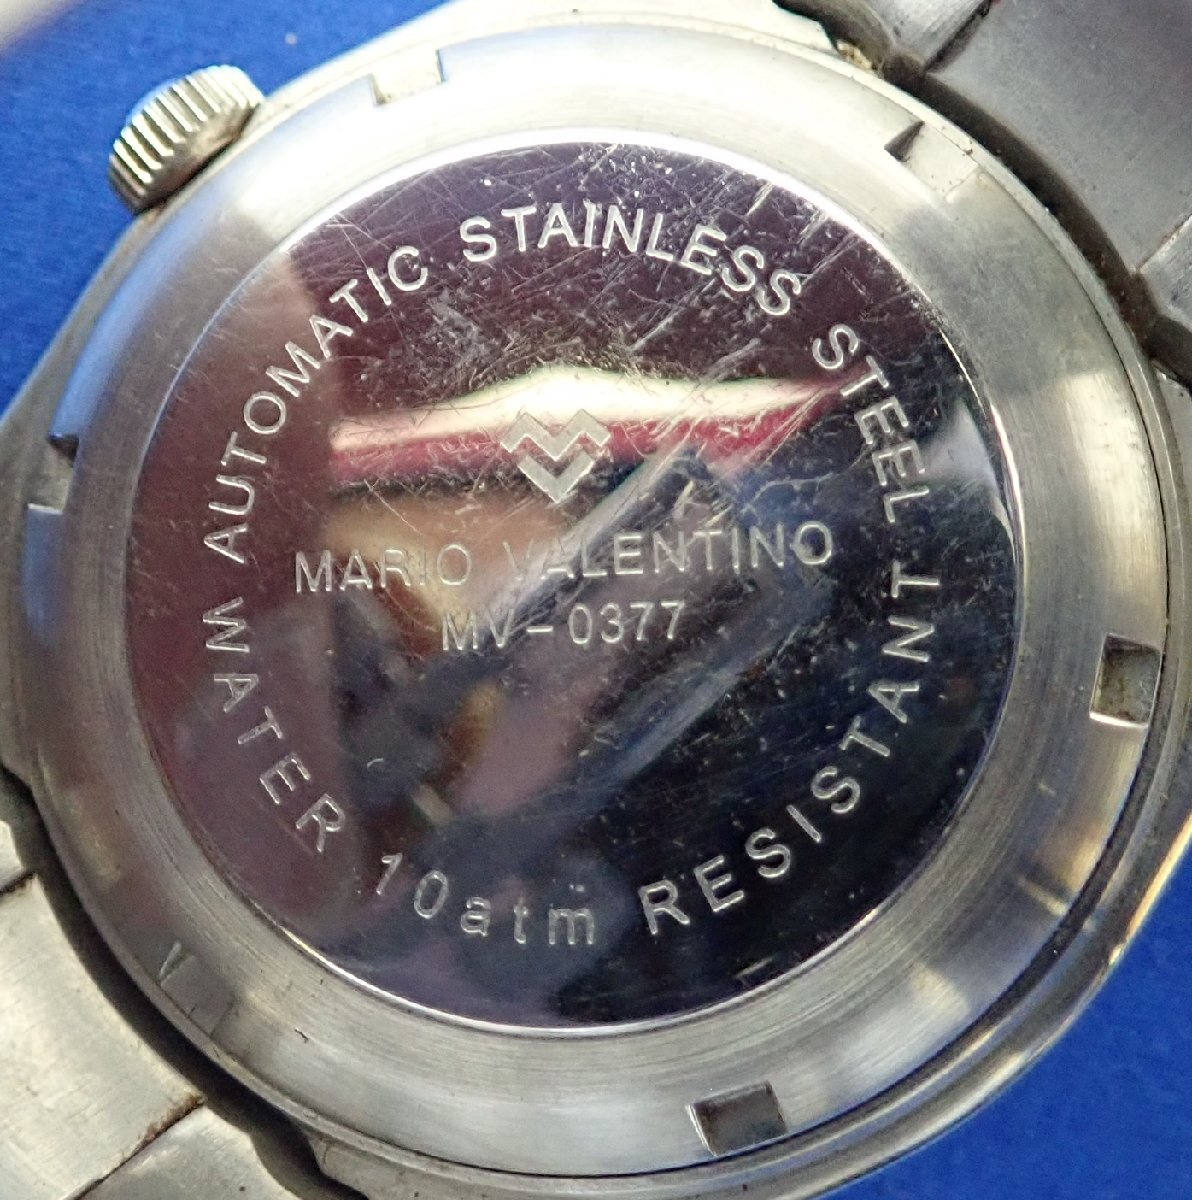 AUTOMATIC STAINLESS STEEL
MARIO VALENTINO
MV-0377
WATER 10atm RESISTANT